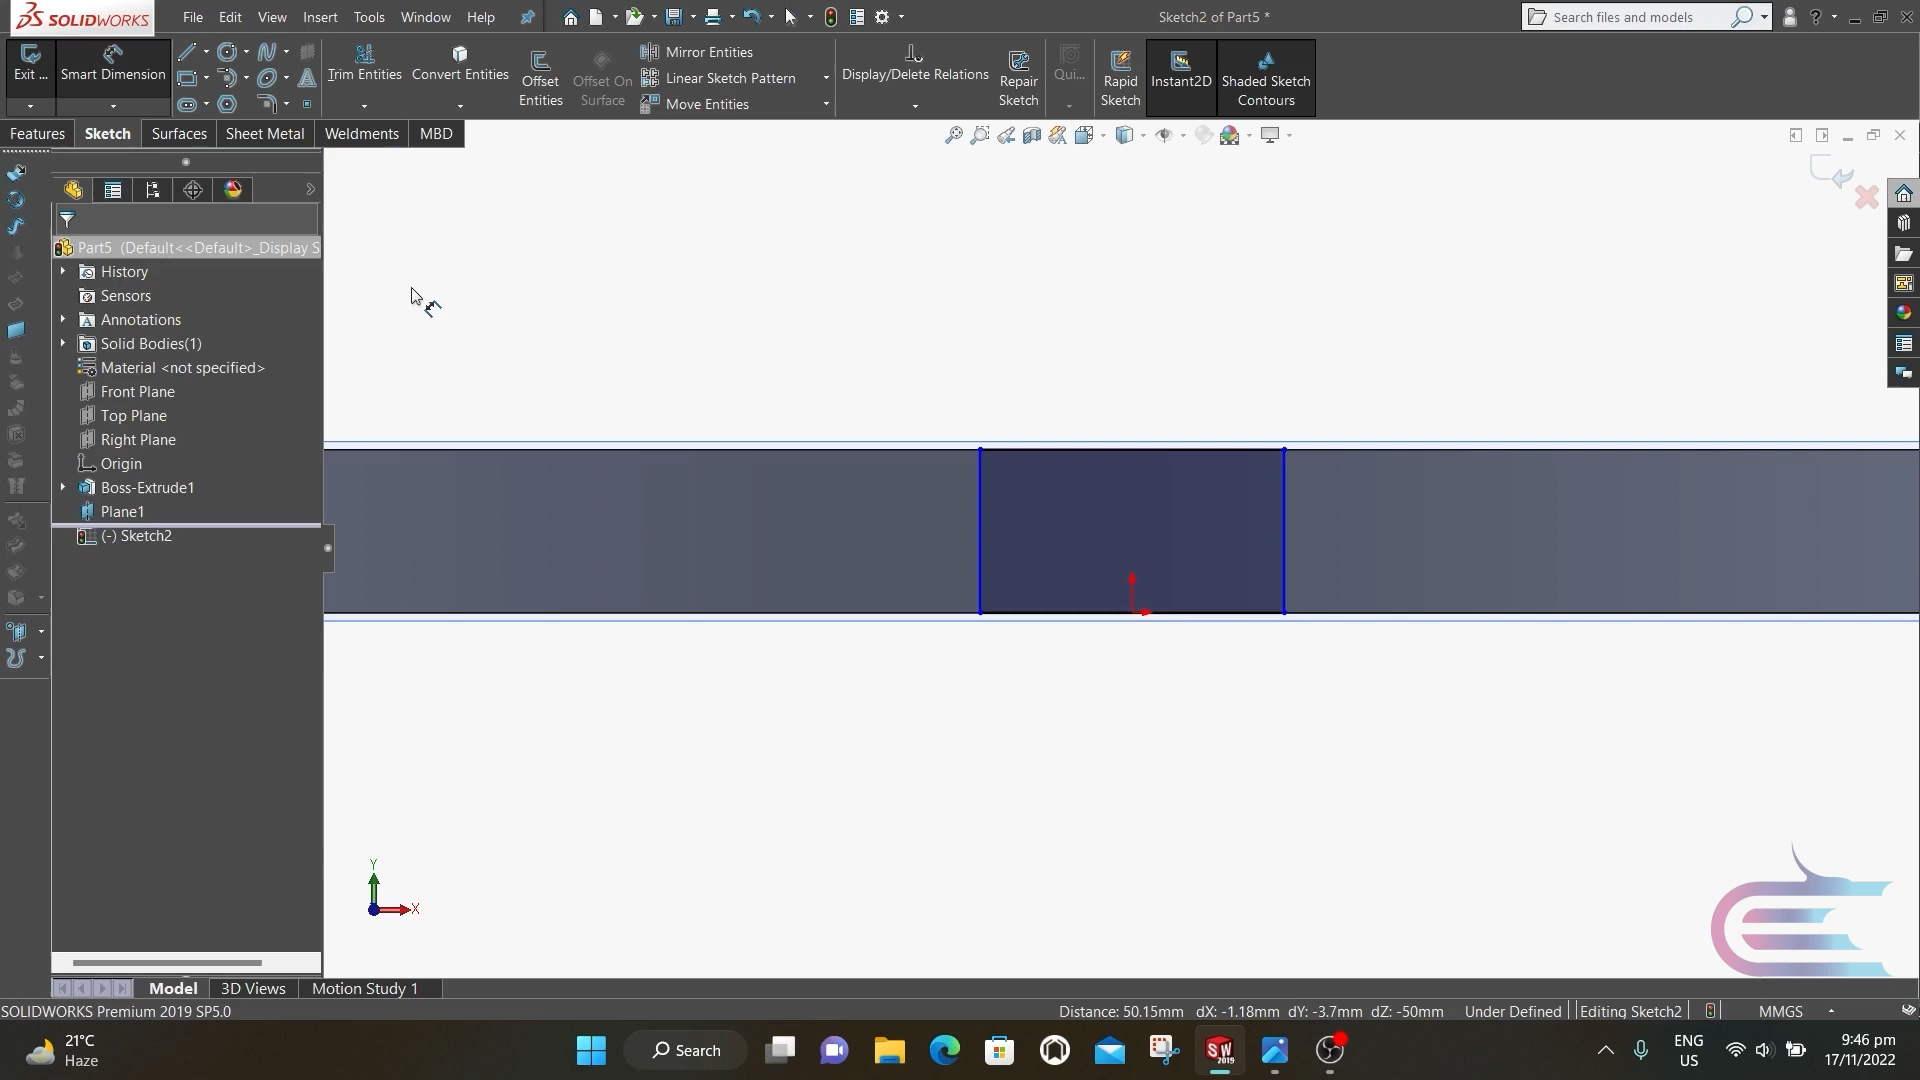 SOLIDWORKS File Edit View Insert Tools Window Help Sketch2 of Part5 * Search files and models
Exit ... Smart Dimension Trim Entities Convert Entities Offset Entities Offset On Surface Mirror Entities Display/Delete Relations Repair Sketch Qui... Rapid Sketch Instant2D Shaded Sketch Contours
Linear Sketch Pattern
Move Entities
Features Sketch Surfaces Sheet Metal Weldments MBD
Part5 (Default<<Default>_Display S
History
Sensors
Annotations
Solid Bodies(1)
Material <not specified>
Front Plane
Top Plane
Right Plane
Origin
Boss-Extrude1
Plane1
(-) Sketch2
Y
X
Model 3D Views Motion Study 1
SOLIDWORKS Premium 2019 SP5.0 Distance: 50.15mm dX: -1.18mm dY: -3.7mm dZ: -50mm Under Defined Editing Sketch2 MMGS
21°C
Haze
Search
SW
2019
ENG
US
9:46 pm
17/11/2022